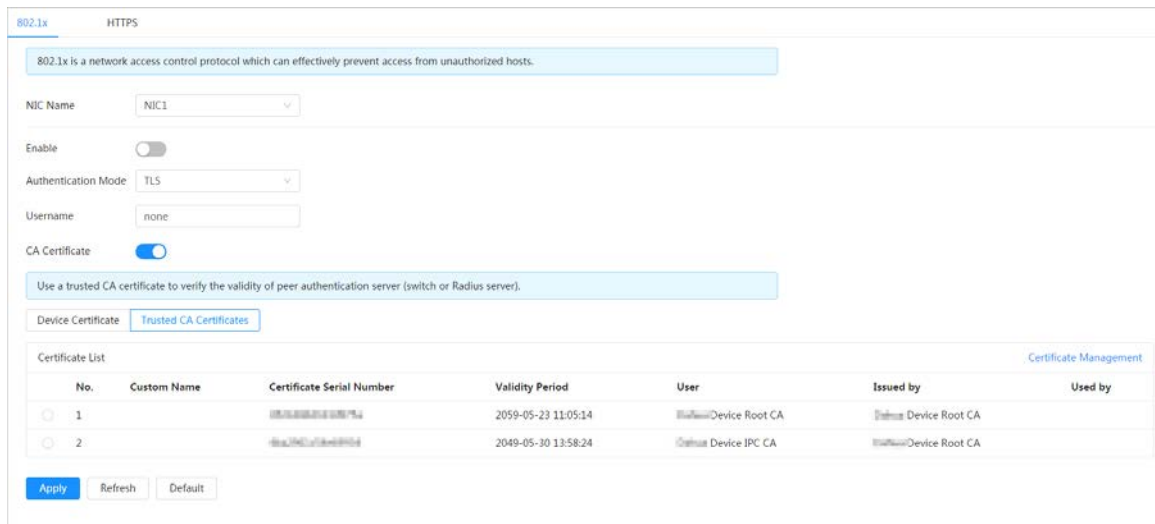 802.1x HTTPS
802.1x is a network access control protocol which can effectively prevent access from unauthorized hosts.
NIC Name NIC1
Enable
Authentication Mode TLS
Username none
CA Certificate
Use a trusted CA certificate to verify the validity of peer authentication server (switch or Radius server).
Device Certificate Trusted CA Certificates
Certificate List Certificate Management
No. Custom Name Certificate Serial Number Validity Period User Issued by Used by
1 2059-05-23 11:05:14 Device Root CA Device Root CA
2 2049-05-30 13:58:24 Device IPC CA Device Root CA
Apply Refresh Default